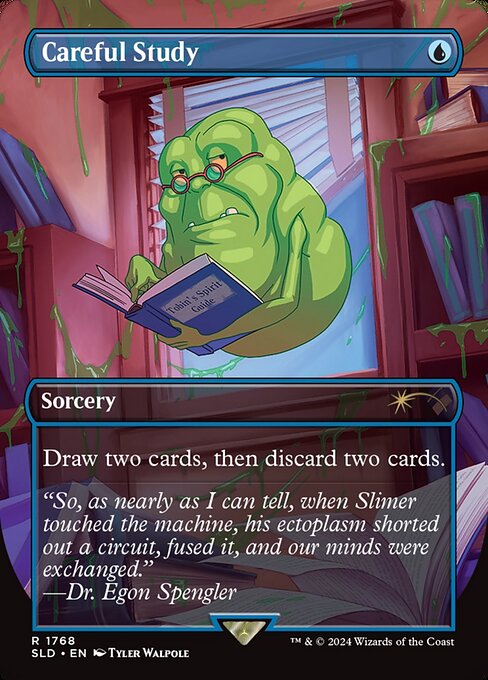 Careful Study
Tobin's Spirit
Guide
Sorcery
Draw two cards, then discard two cards.
“So, as nearly as I can tell, when Slimer
touched the machine, his ectoplasm shorted
out a circuit, fused it, and our minds were
exchanged.”
—Dr. Egon Spengler
R 1768
SLD • EN TYLER WALPOLE
™ & © 2024 Wizards of the Coast